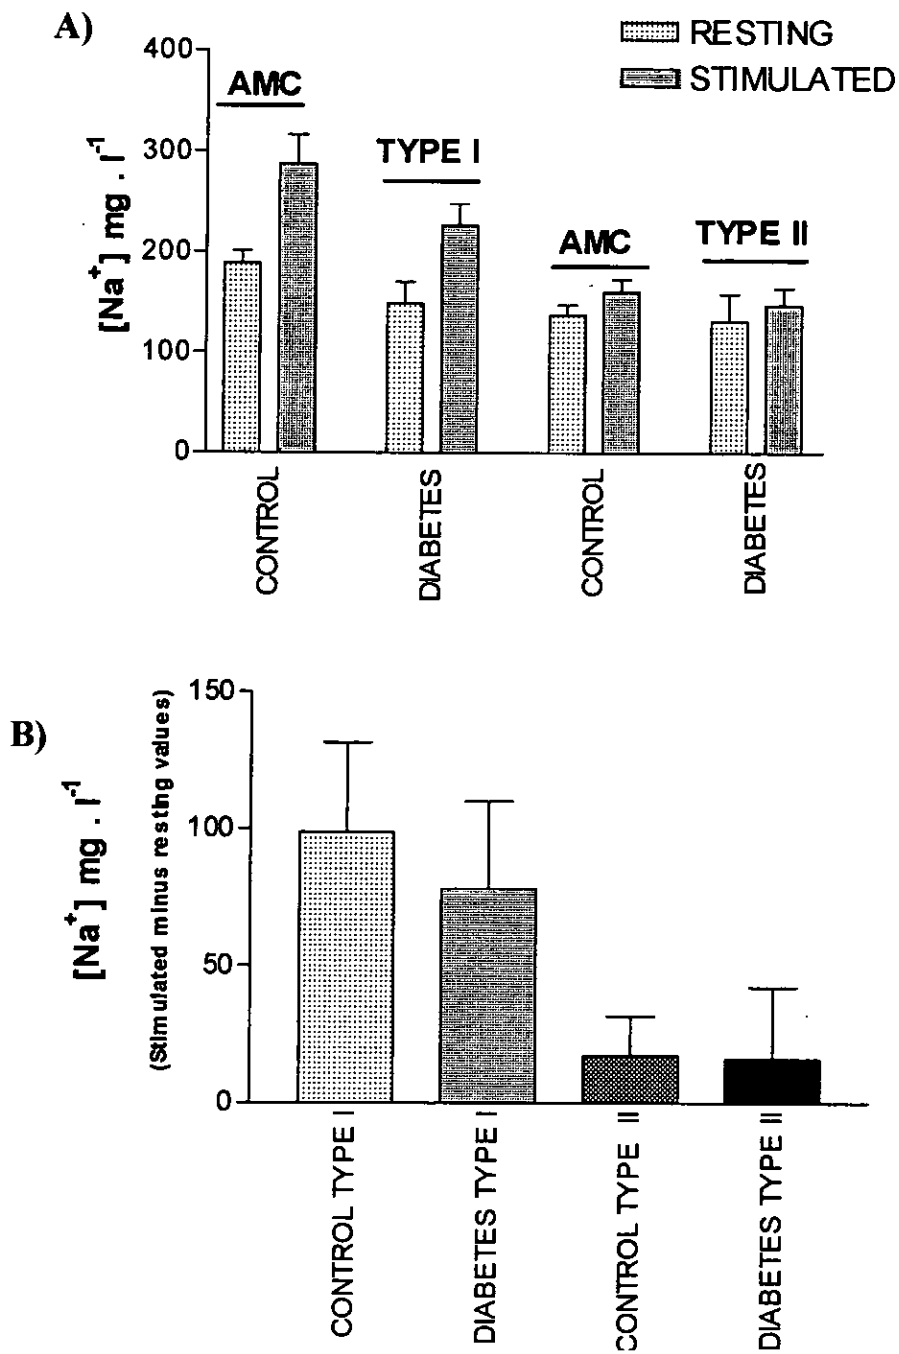 A)
RESTING
STIMULATED
400
300
200
100
0
[Na+] mg . l-1
AMC
TYPE I
AMC
TYPE II
CONTROL
DIABETES
CONTROL
DIABETES
B)
[Na+] mg . l-1
(Stimulated minus resting values)
150
100
50
0
CONTROL TYPE I
DIABETES TYPE I
CONTROL TYPE II
DIABETES TYPE II